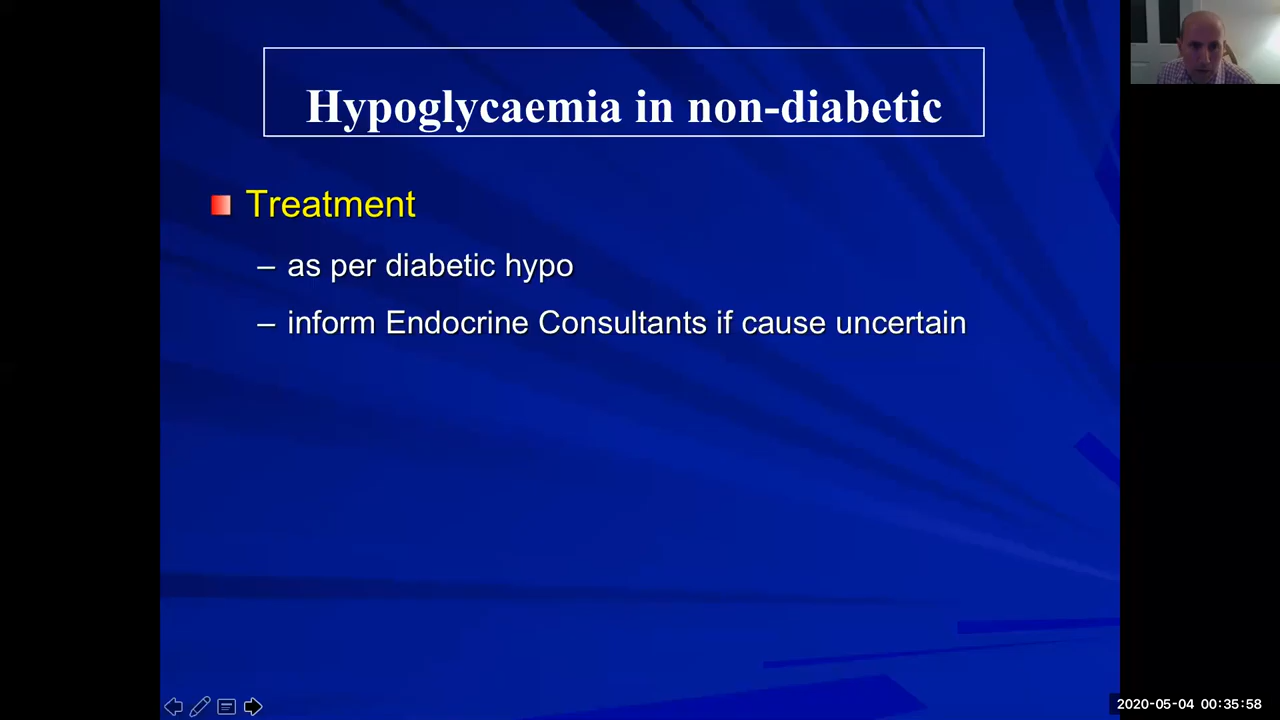 Hypoglycaemia in non-diabetic
Treatment
– as per diabetic hypo
– inform Endocrine Consultants if cause uncertain
2020-05-04 00:35:58